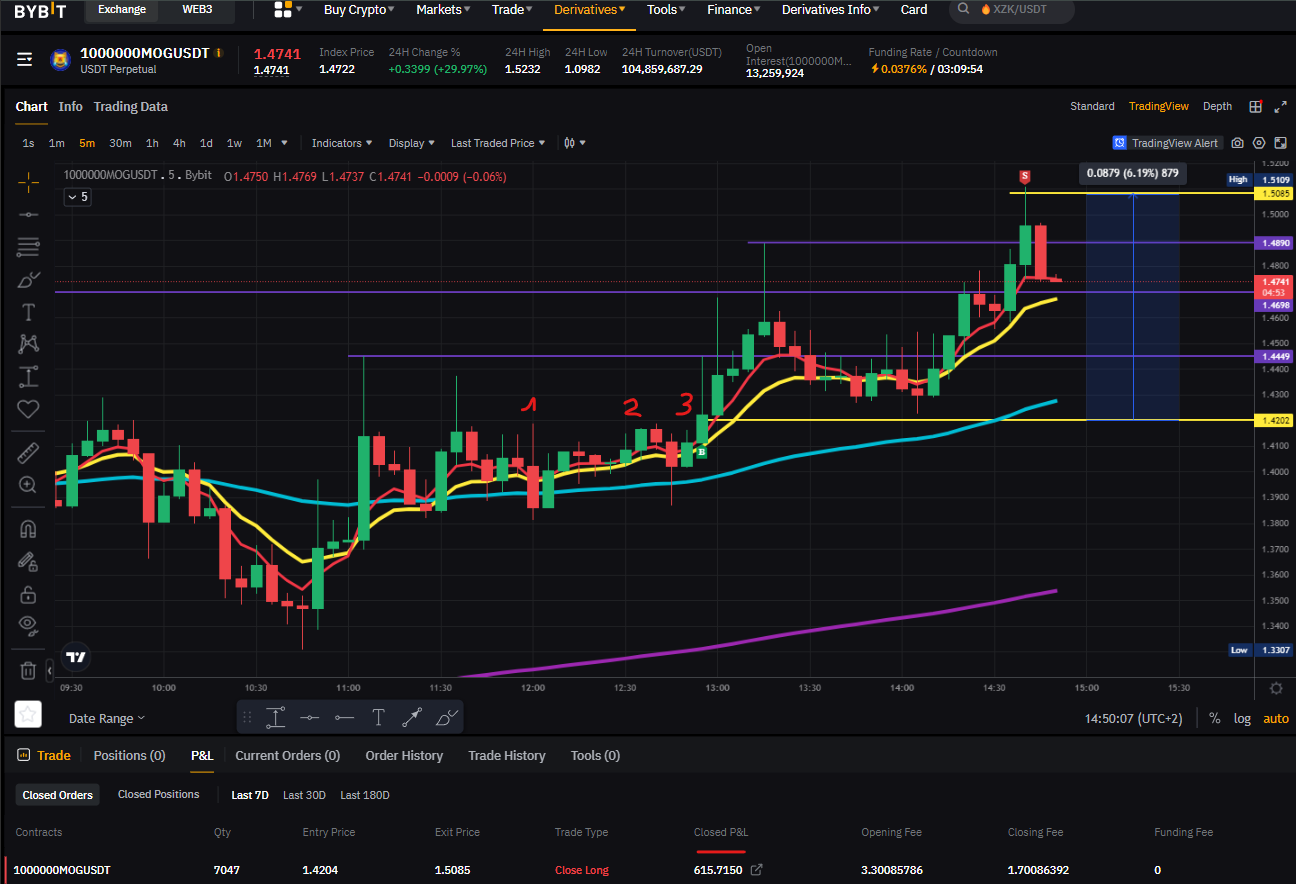 BYBIT Exchange WEB3 Buy Crypto Markets Trade Derivatives Tools Finance Derivatives Info Card XZK/USDT
1000000MOGUSDT
USDT Perpetual
1.4741
1.4741
Index Price
1.4722
24H Change %
+0.3399 (+29.97%)
24H High
1.5232
24H Low
1.0982
24H Turnover(USDT)
104,859,687.29
Open
Interest(1000000M...
13,259,924
Funding Rate / Countdown
0.0376% / 03:09:54
Chart Info Trading Data
Standard TradingView Depth
1s 1m 5m 30m 1h 4h 1d 1w 1M Indicators Display Last Traded Price TradingView Alert
1000000MOGUSDT . 5 . Bybit O1.4750 H1.4769 L1.4737 C1.4741 -0.0009 (-0.06%)
5
S
0.0879 (6.19%) 879
1.5200
High 1.5109
1.5085
1.5000
1.4890
1.4800
1.4741
04:53
1.4698
1.4600
1.4500
1.4449
1.4400
1.4300
1.4202
1.4100
1.4000
1.3900
1.3800
1.3700
1.3600
1.3500
1.3400
Low 1.3307
1 2 3
B
09:30 10:00 10:30 11:00 11:30 12:00 12:30 13:00 13:30 14:00 14:30 15:00 15:30
Date Range
T
14:50:07 (UTC+2) % log auto
Trade Positions (0) P&L Current Orders (0) Order History Trade History Tools (0)
Closed Orders Closed Positions Last 7D Last 30D Last 180D
Contracts Qty Entry Price Exit Price Trade Type Closed P&L Opening Fee Closing Fee Funding Fee
1000000MOGUSDT 7047 1.4204 1.5085 Close Long 615.7150 3.30085786 1.70086392 0